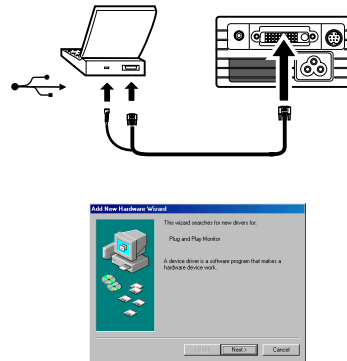 Add New Hardware Wizard
This wizard searches for new drivers for:
Plug and Play Monitor
A device driver is a software program that makes a
hardware device work.
< Back
Next >
Cancel